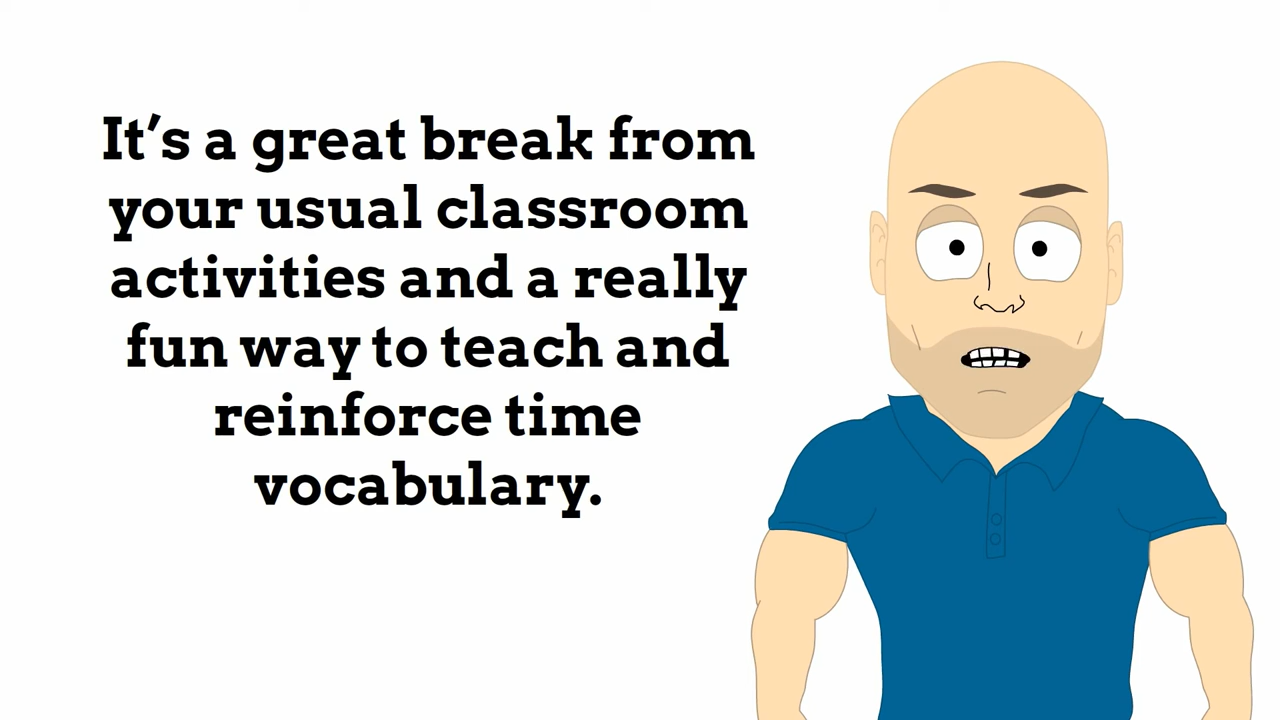 It’s a great break from
your usual classroom
activities and a really
fun way to teach and
reinforce time
vocabulary.